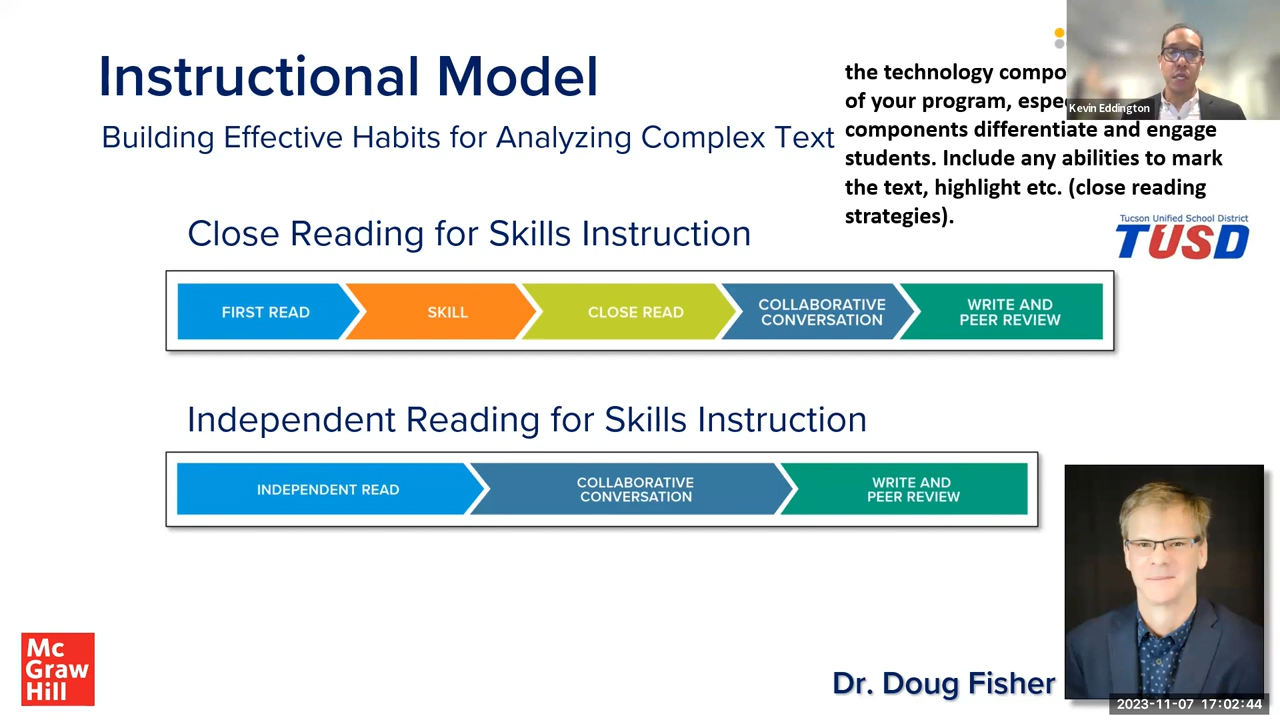 Instructional Model
Building Effective Habits for Analyzing Complex Text
the technology compo
of your program, espe
components differentiate and engage
students. Include any abilities to mark
the text, highlight etc. (close reading
strategies).
Kevin Eddington
Tucson Unified School District
TUSD
Close Reading for Skills Instruction
FIRST READ
SKILL
CLOSE READ
COLLABORATIVE
CONVERSATION
WRITE AND
PEER REVIEW
Independent Reading for Skills Instruction
INDEPENDENT READ
COLLABORATIVE
CONVERSATION
WRITE AND
PEER REVIEW
Mc
Graw
Hill
Dr. Doug Fisher
2023-11-07 17:02:44